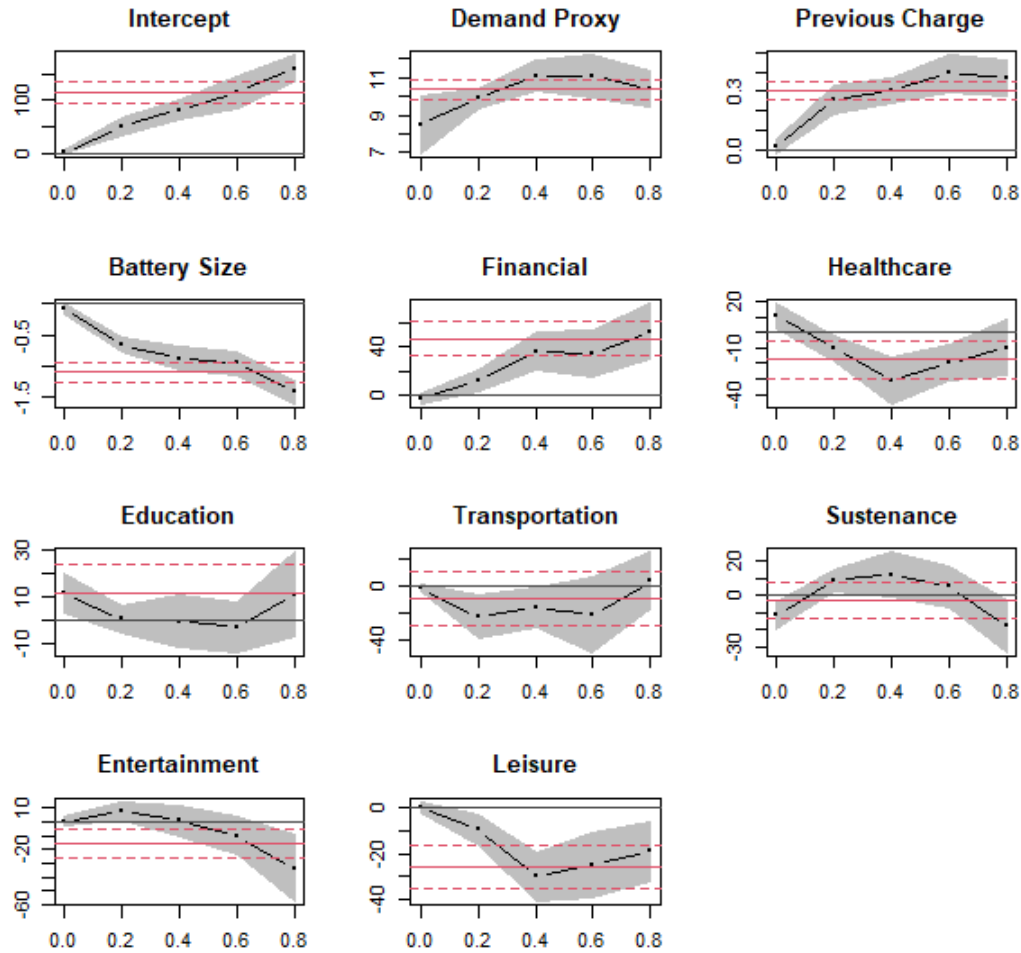 Intercept Demand Proxy Previous Charge
100 11 0.3
9
0 7 0.0
0.0 0.2 0.4 0.6 0.8 0.0 0.2 0.4 0.6 0.8 0.0 0.2 0.4 0.6 0.8
Battery Size Financial Healthcare
20
-0.5 40 -10
-1.5 0 -40
0.0 0.2 0.4 0.6 0.8 0.0 0.2 0.4 0.6 0.8 0.0 0.2 0.4 0.6 0.8
Education Transportation Sustenance
30 20
10 0 0
-10 -40 -30
0.0 0.2 0.4 0.6 0.8 0.0 0.2 0.4 0.6 0.8 0.0 0.2 0.4 0.6 0.8
Entertainment Leisure
10 0
-20 -20
-60 -40
0.0 0.2 0.4 0.6 0.8 0.0 0.2 0.4 0.6 0.8